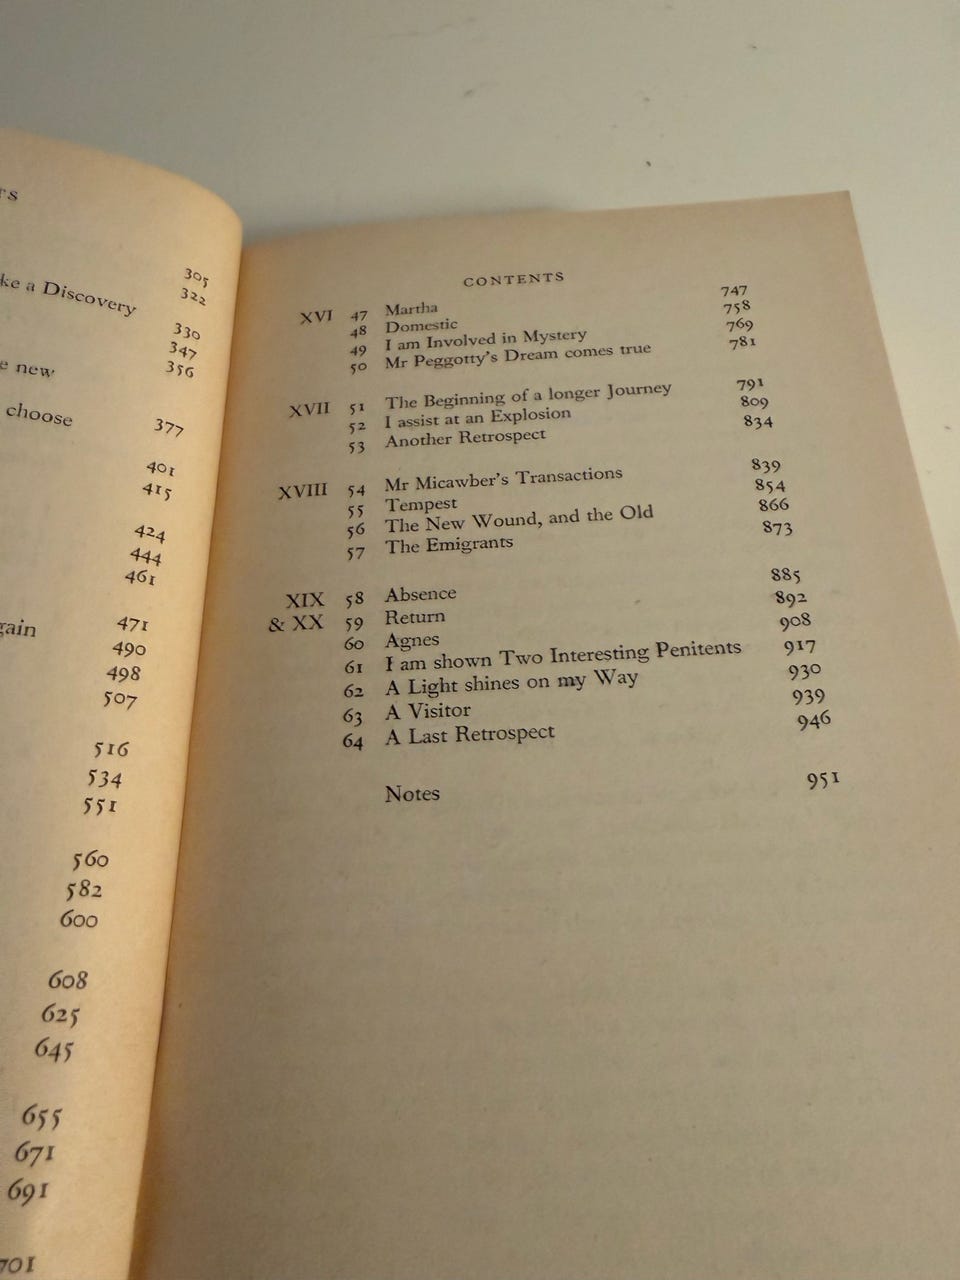 305
ke a Discovery 322
330
347
e new 356
choose 377
401
415
424
444
461
gain 471
490
498
507
516
534
551
560
582
600
608
625
645
655
671
691
701
CONTENTS
XVI 47 Martha 747
48 Domestic 758
49 I am Involved in Mystery 769
50 Mr Peggotty's Dream comes true 781
XVII 51 The Beginning of a longer Journey 791
52 I assist at an Explosion 809
53 Another Retrospect 834
XVIII 54 Mr Micawber's Transactions 839
55 Tempest 854
56 The New Wound, and the Old 866
57 The Emigrants 873
XIX 58 Absence 885
& XX 59 Return 892
60 Agnes 908
61 I am shown Two Interesting Penitents 917
62 A Light shines on my Way 930
63 A Visitor 939
64 A Last Retrospect 946
Notes 951